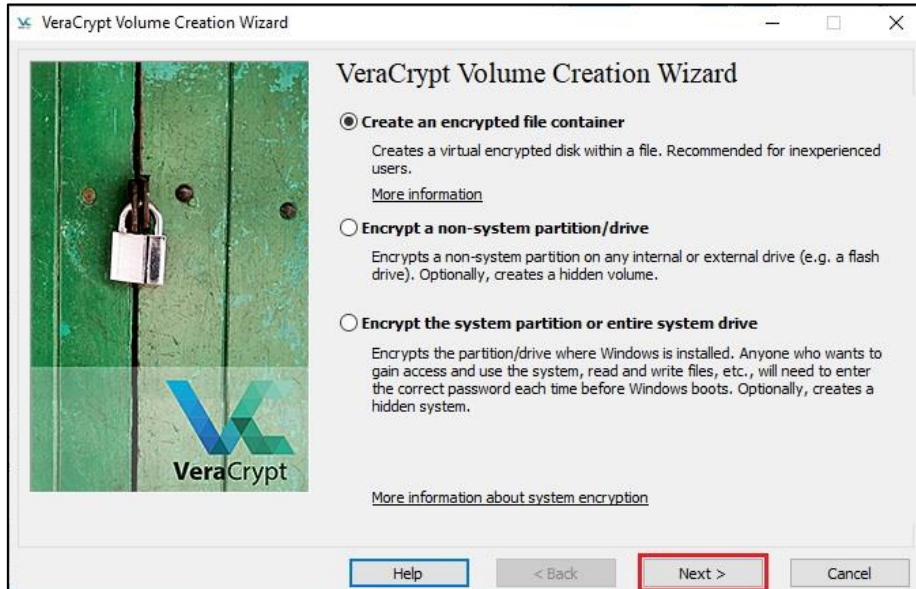 VeraCrypt Volume Creation Wizard
VeraCrypt Volume Creation Wizard
Create an encrypted file container
Creates a virtual encrypted disk within a file. Recommended for inexperienced
users.
More information
Encrypt a non-system partition/drive
Encrypts a non-system partition on any internal or external drive (e.g. a flash
drive). Optionally, creates a hidden volume.
Encrypt the system partition or entire system drive
Encrypts the partition/drive where Windows is installed. Anyone who wants to
gain access and use the system, read and write files, etc., will need to enter
the correct password each time before Windows boots. Optionally, creates a
hidden system.
VeraCrypt
More information about system encryption
Help
< Back
Next >
Cancel